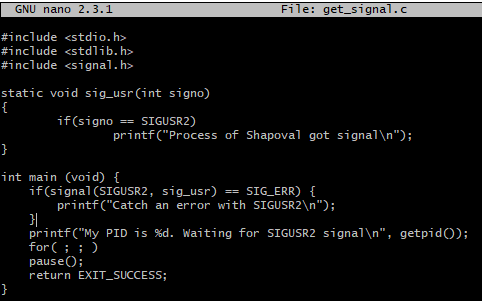 GNU nano 2.3.1 File: get_signal.c
#include <stdio.h>
#include <stdlib.h>
#include <signal.h>
static void sig_usr(int signo)
{
if(signo == SIGUSR2)
printf("Process of Shapoval got signal\n");
}
int main (void) {
if(signal(SIGUSR2, sig_usr) == SIG_ERR) {
printf("Catch an error with SIGUSR2\n");
}
printf("My PID is %d. Waiting for SIGUSR2 signal\n", getpid());
for( ; ; )
pause();
return EXIT_SUCCESS;
}